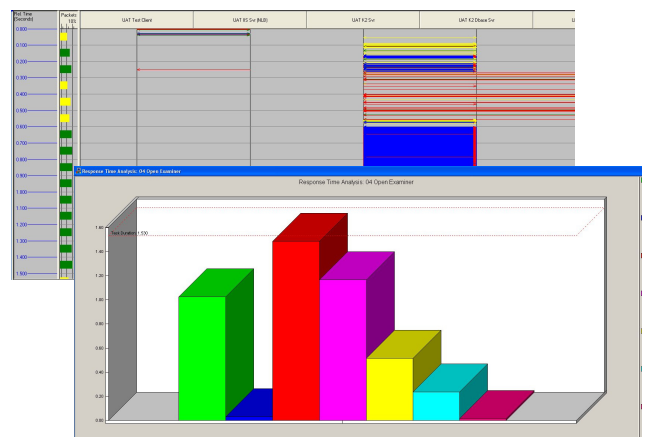 Rel. Time
(Seconds)
Packets
UAT Test Client
UAT IIS Svr (NLB)
UAT K2 Svr
UAT K2 Dbase Svr
0.000
0.100
0.200
0.300
0.400
0.500
0.600
0.700
0.800
0.900
1.000
1.100
1.200
1.300
1.400
1.500
Response Time Analysis: 04 Open Examiner
Response Time Analysis: 04 Open Examiner
Task Duration: 1.530
1.60
1.40
1.20
1.00
0.80
0.60
0.40
0.20
0.00